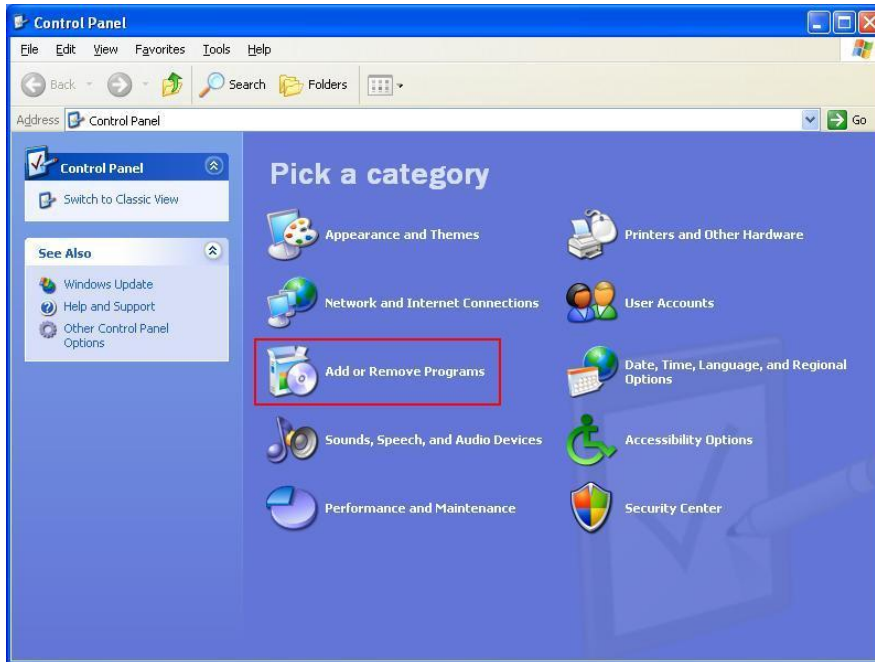 Control Panel
File Edit View Favorites Tools Help
Back Search Folders
Address Control Panel Go
Control Panel
Switch to Classic View
See Also
Windows Update
Help and Support
Other Control Panel
Options
Pick a category
Appearance and Themes
Printers and Other Hardware
Network and Internet Connections
User Accounts
Add or Remove Programs
Date, Time, Language, and Regional
Options
Sounds, Speech, and Audio Devices
Accessibility Options
Performance and Maintenance
Security Center